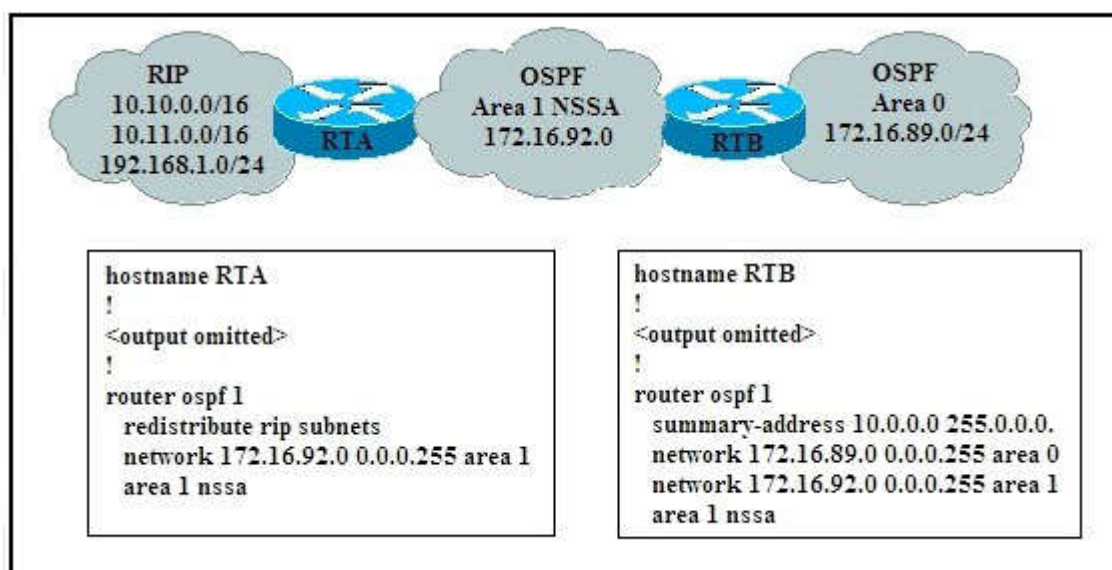 RIP
10.10.0.0/16
10.11.0.0/16
192.168.1.0/24
RTA
OSPF
Area 1 NSSA
172.16.92.0
RTB
OSPF
Area 0
172.16.89.0/24
hostname RTA
!
<output omitted>
!
router ospf 1
redistribute rip subnets
network 172.16.92.0 0.0.0.255 area 1
area 1 nssa
hostname RTB
!
<output omitted>
!
router ospf 1
summary-address 10.0.0.0 255.0.0.0.
network 172.16.89.0 0.0.0.255 area 0
network 172.16.92.0 0.0.0.255 area 1
area 1 nssa